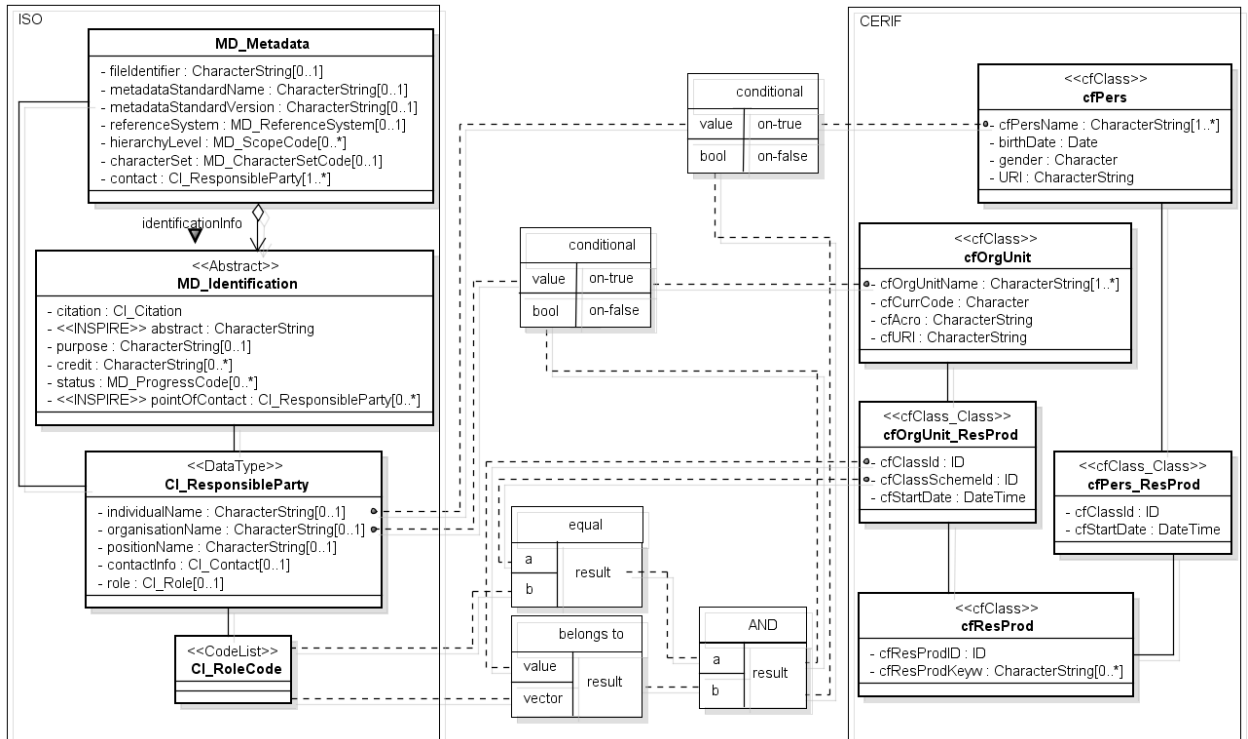 ISO
MD_Metadata
- fileIdentifier : CharacterString[0..1]
- metadataStandardName : CharacterString[0..1]
- metadataStandardVersion : CharacterString[0..1]
- referenceSystem : MD_ReferenceSystem[0..1]
- hierarchyLevel : MD_ScopeCode[0..*]
- characterSet : MD_CharacterSetCode[0..1]
- contact : CI_ResponsibleParty[1..*]
identificationInfo
<<Abstract>>
MD_Identification
- citation : CI_Citation
- <<INSPIRE>> abstract : CharacterString
- purpose : CharacterString[0..1]
- credit : CharacterString[0..*]
- status : MD_ProgressCode[0..*]
- <<INSPIRE>> pointOfContact : CI_ResponsibleParty[0..*]
<<DataType>>
CI_ResponsibleParty
- individualName : CharacterString[0..1]
- organisationName : CharacterString[0..1]
- positionName : CharacterString[0..1]
- contactInfo : CI_Contact[0..1]
- role : CI_Role[0..1]
<<CodeList>>
CI_RoleCode
conditional
value on-true
bool on-false
conditional
value on-true
bool on-false
equal
a
result
b
belongs to
value
result
vector
AND
a
result
b
CERIF
<<cfClass>>
cfPers
- cfPersName : CharacterString[1..*]
- birthDate : Date
- gender : Character
- URI : CharacterString
<<cfClass>>
cfOrgUnit
- cfOrgUnitName : CharacterString[1..*]
- cfCurrCode : Character
- cfAcro : CharacterString
- cfURI : CharacterString
<<cfClass_Class>>
cfOrgUnit_ResProd
- cfClassId : ID
- cfClassSchemeId : ID
- cfStartDate : DateTime
<<cfClass_Class>>
cfPers_ResProd
- cfClassId : ID
- cfStartDate : DateTime
<<cfClass>>
cfResProd
- cfResProdID : ID
- cfResProdKeyw : CharacterString[0..*]